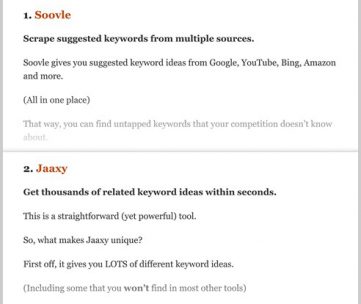 1. Soovle
Scrape suggested keywords from multiple sources.
Soovle gives you suggested keyword ideas from Google, YouTube, Bing, Amazon
and more.
(All in one place)
That way, you can find untapped keywords that your competition doesn't know
about.
2. Jaaxy
Get thousands of related keyword ideas within seconds.
This is a straightforward (yet powerful) tool.
So, what makes Jaaxy unique?
First off, it gives you LOTS of different keyword ideas.
(Including some that you won't find in most other tools)